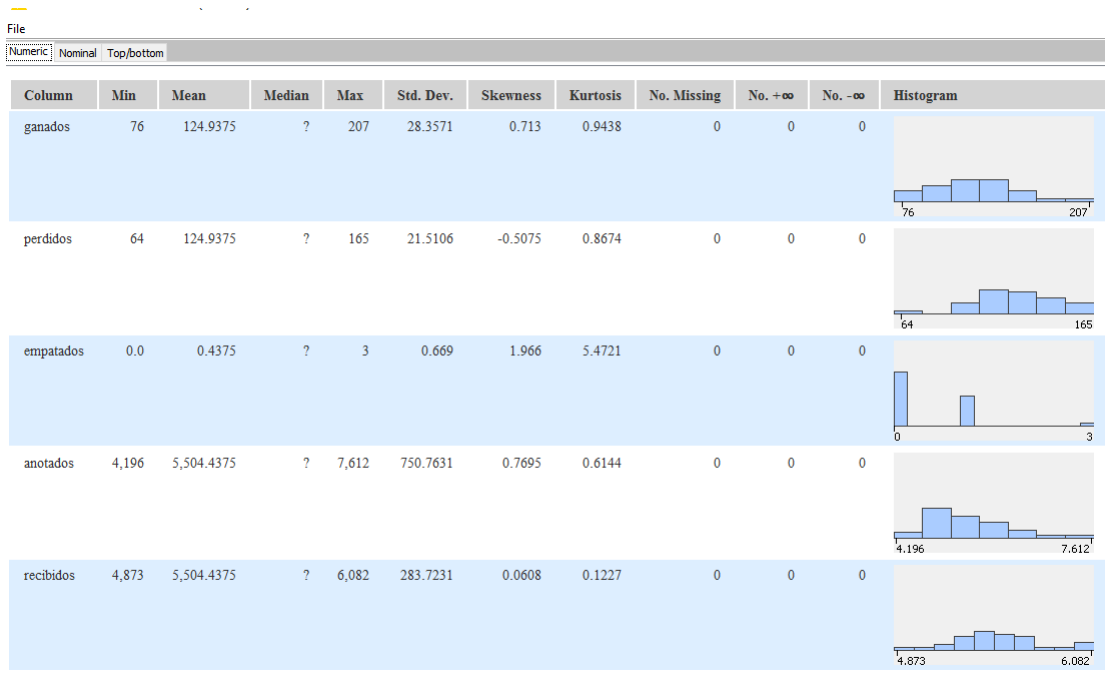 File
Numeric Nominal Top/bottom
Column Min Mean Median Max Std. Dev. Skewness Kurtosis No. Missing No. +∞ No. -∞ Histogram
ganados 76 124.9375 ? 207 28.3571 0.713 0.9438 0 0 0
76 207
perdidos 64 124.9375 ? 165 21.5106 -0.5075 0.8674 0 0 0
64 165
empatados 0.0 0.4375 ? 3 0.669 1.966 5.4721 0 0 0
0 3
anotados 4,196 5,504.4375 ? 7,612 750.7631 0.7695 0.6144 0 0 0
4.196 7.612
recibidos 4,873 5,504.4375 ? 6,082 283.7231 0.0608 0.1227 0 0 0
4.873 6.082